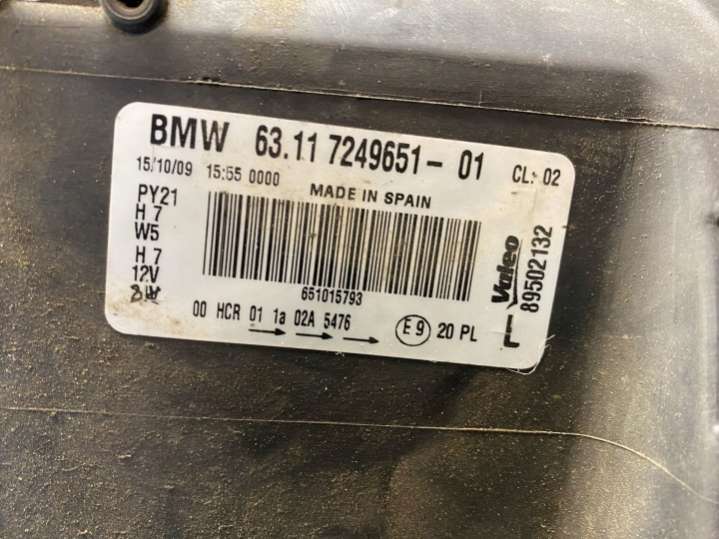 BMW 63.11 7249651-01
15/10/09 15:55 0000
CL: 02
MADE IN SPAIN
PY21
H 7
W5
H 7
12V
651015793
00 HCR 01 1a 02A 5476
E 9 20 PL
Valeo
L 89502132